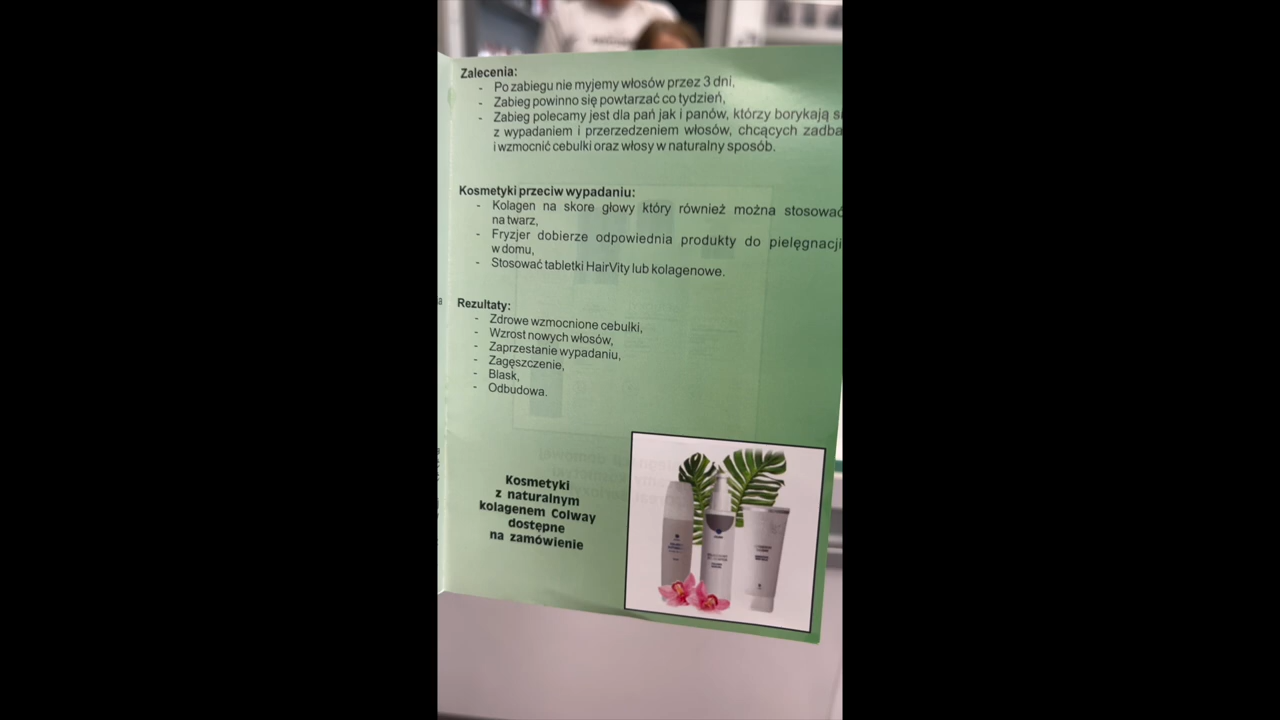 Zalecenia:
- Po zabiegu nie myjemy włosów przez 3 dni,
- Zabieg powinno się powtarzać co tydzień,
- Zabieg polecamy jest dla pań jak i panów, którzy borykają si
z wypadaniem i przerzedzeniem włosów, chcących zadba
i wzmocnić cebulki oraz włosy w naturalny sposób.
Kosmetyki przeciw wypadaniu:
- Kolagen na skore głowy który również można stosować
na twarz,
- Fryzjer dobierze odpowiednia produkty do pielęgnacji
w domu,
- Stosować tabletki HairVity lub kolagenowe.
Rezultaty:
- Zdrowe wzmocnione cebulki,
- Wzrost nowych włosów,
- Zaprzestanie wypadaniu,
- Zagęszczenie,
- Blask,
- Odbudowa.
Kosmetyki
z naturalnym
kolagenem Colway
dostępne
na zamówienie